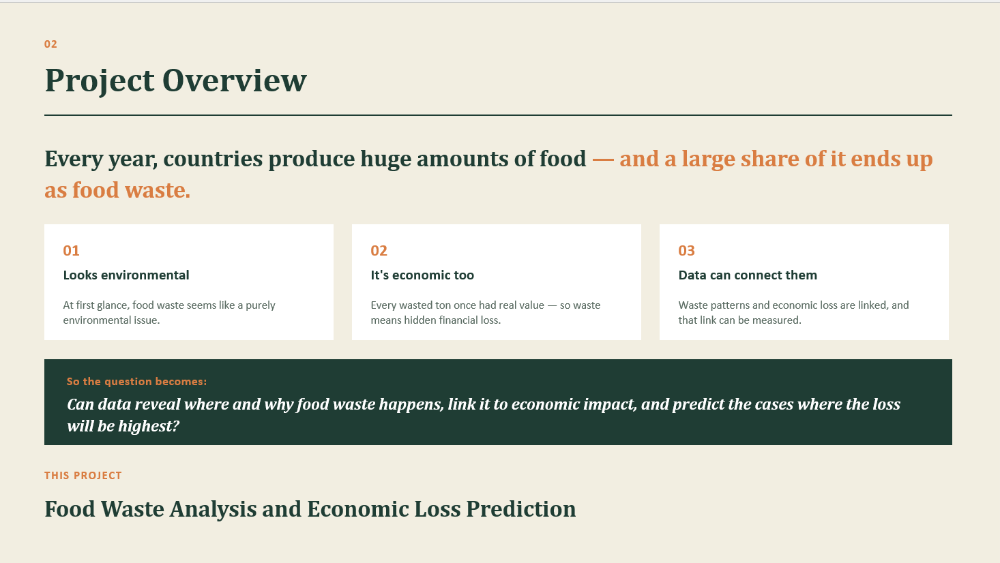 02
Project Overview
Every year, countries produce huge amounts of food — and a large share of it ends up
as food waste.
01
Looks environmental
At first glance, food waste seems like a purely
environmental issue.
02
It's economic too
Every wasted ton once had real value — so waste
means hidden financial loss.
03
Data can connect them
Waste patterns and economic loss are linked, and
that link can be measured.
So the question becomes:
Can data reveal where and why food waste happens, link it to economic impact, and predict the cases where the loss
will be highest?
THIS PROJECT
Food Waste Analysis and Economic Loss Prediction